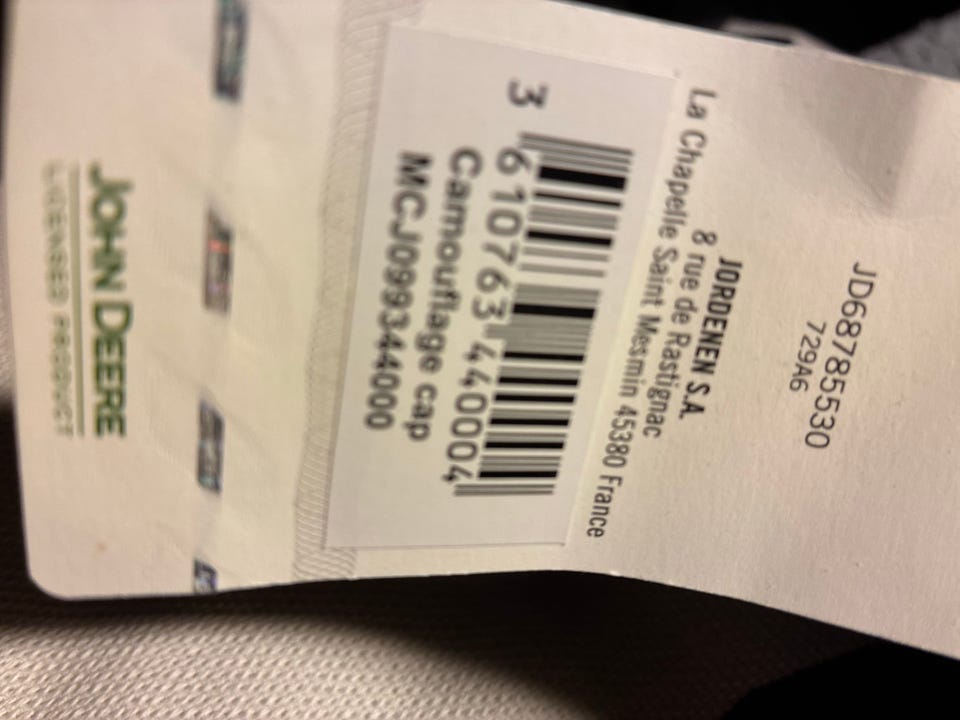 JD68785530
729A6
JORDENEN S.A.
8 rue de Rastignac
La Chapelle Saint Mesmin 45380 France
3 610763 440004
Camouflage cap
MCJ099344000
JOHN DEERE
LICENSED PRODUCT